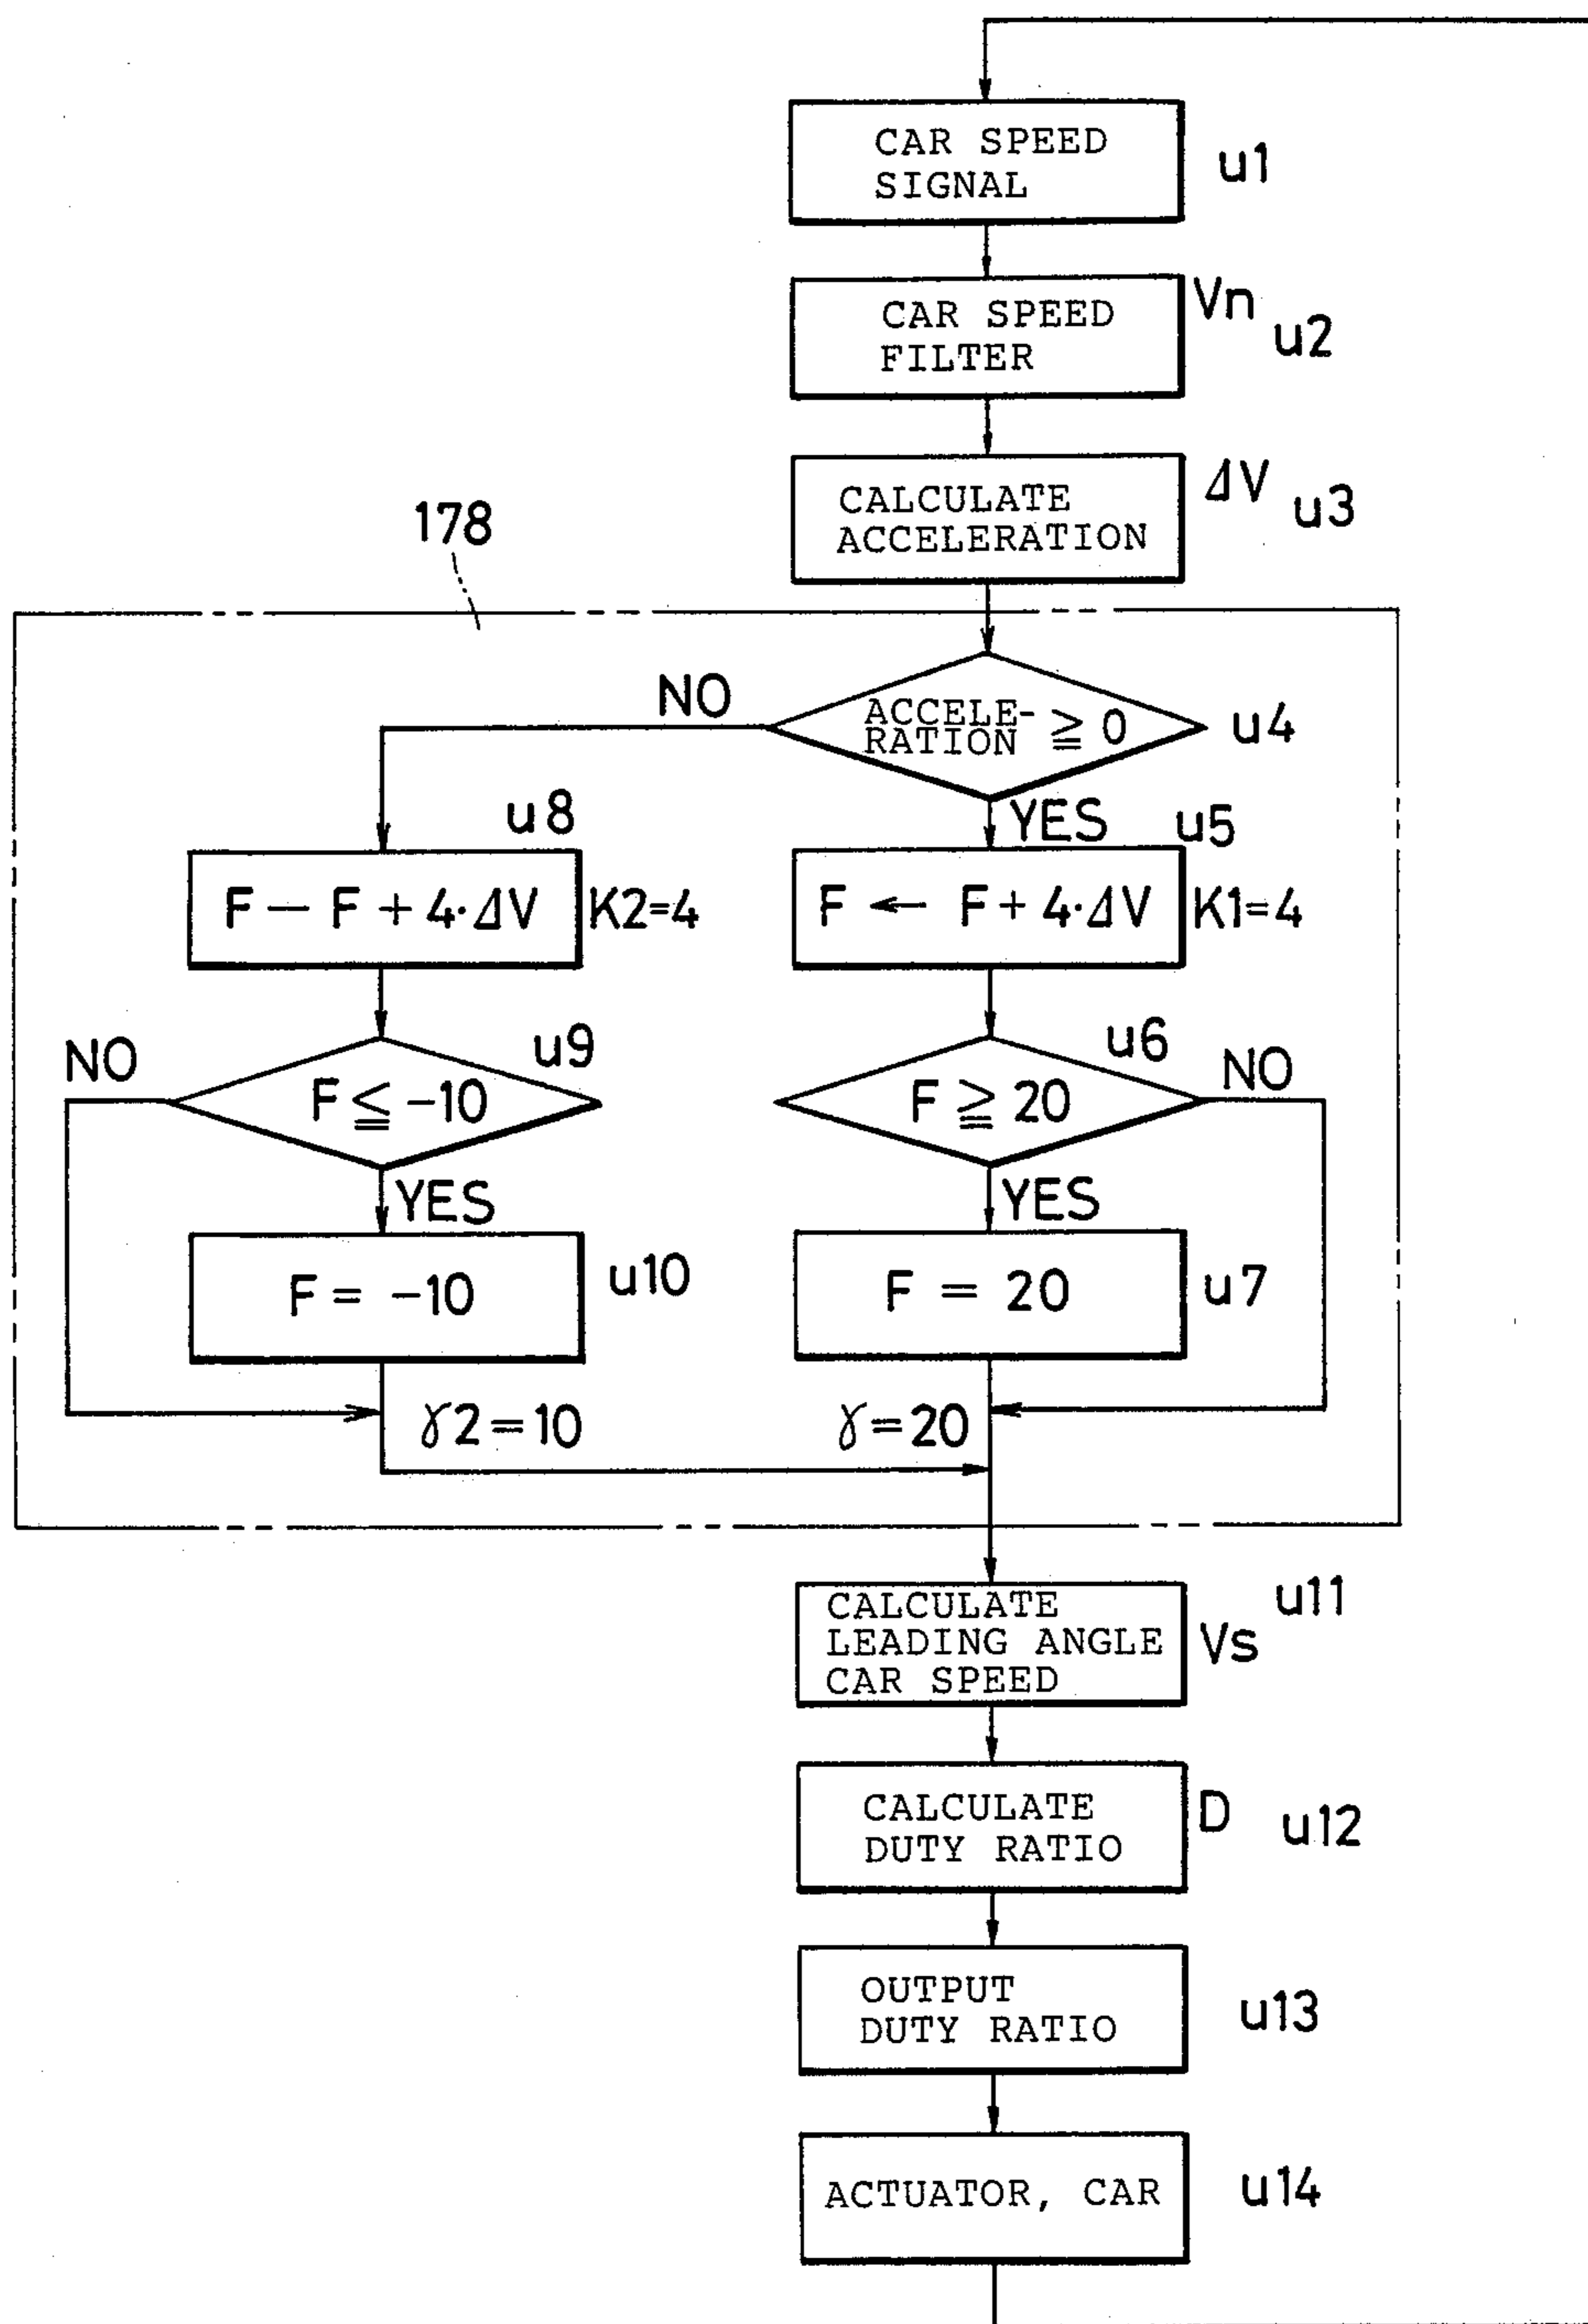 CAR SPEED
SIGNAL
u1
CAR SPEED
FILTER
Vn
u2
CALCULATE
ACCELERATION
ΔV
u3
178
NO
ACCELE-
RATION ≧ 0
u4
YES
u8
u5
F — F + 4·ΔV
K2=4
F ← F + 4·ΔV
K1=4
NO
u9
F ≦ -10
u6
NO
F ≧ 20
YES
YES
F = -10
u10
F = 20
u7
γ2=10
γ=20
CALCULATE
LEADING ANGLE
CAR SPEED
Vs
u11
CALCULATE
DUTY RATIO
D
u12
OUTPUT
DUTY RATIO
u13
ACTUATOR, CAR
u14